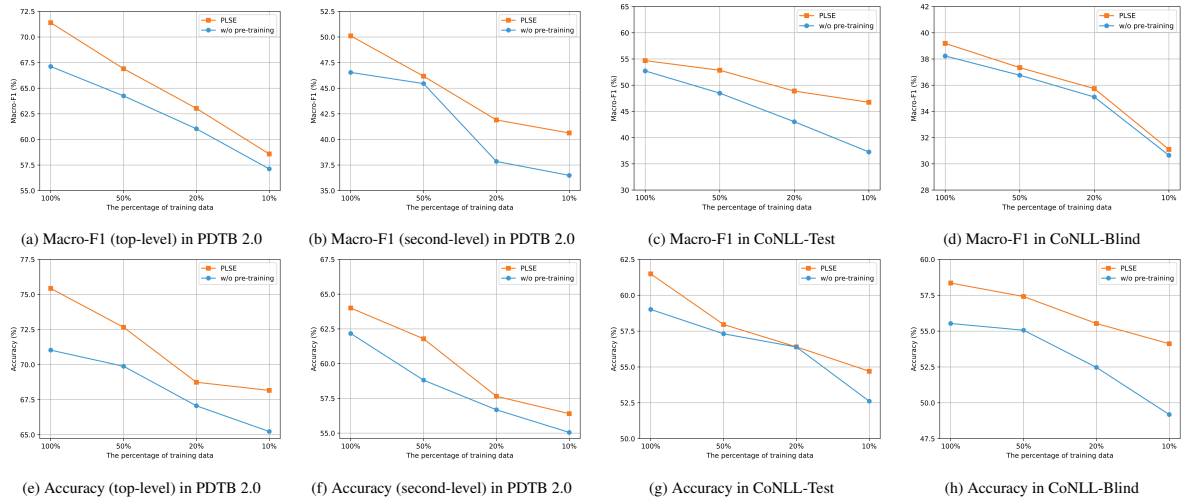 72.5
70.0
67.5
65.0
62.5
60.0
57.5
55.0
Macro-F1 (%)
PLSE
w/o pre-training
100% 50% 20% 10%
The percentage of training data
(a) Macro-F1 (top-level) in PDTB 2.0
52.5
50.0
47.5
45.0
42.5
40.0
37.5
35.0
Macro-F1 (%)
PLSE
w/o pre-training
100% 50% 20% 10%
The percentage of training data
(b) Macro-F1 (second-level) in PDTB 2.0
65
60
55
50
45
40
35
30
Macro-F1 (%)
PLSE
w/o pre-training
100% 50% 20% 10%
The percentage of training data
(c) Macro-F1 in CoNLL-Test
42
40
38
36
34
32
30
28
Macro-F1 (%)
PLSE
w/o pre-training
100% 50% 20% 10%
The percentage of training data
(d) Macro-F1 in CoNLL-Blind
77.5
75.0
72.5
70.0
67.5
65.0
Accuracy (%)
PLSE
w/o pre-training
100% 50% 20% 10%
The percentage of training data
(e) Accuracy (top-level) in PDTB 2.0
67.5
65.0
62.5
60.0
57.5
55.0
Accuracy (%)
PLSE
w/o pre-training
100% 50% 20% 10%
The percentage of training data
(f) Accuracy (second-level) in PDTB 2.0
62.5
60.0
57.5
55.0
52.5
50.0
Accuracy (%)
PLSE
w/o pre-training
100% 50% 20% 10%
The percentage of training data
(g) Accuracy in CoNLL-Test
60.0
57.5
55.0
52.5
50.0
47.5
Accuracy (%)
PLSE
w/o pre-training
100% 50% 20% 10%
The percentage of training data
(h) Accuracy in CoNLL-Blind